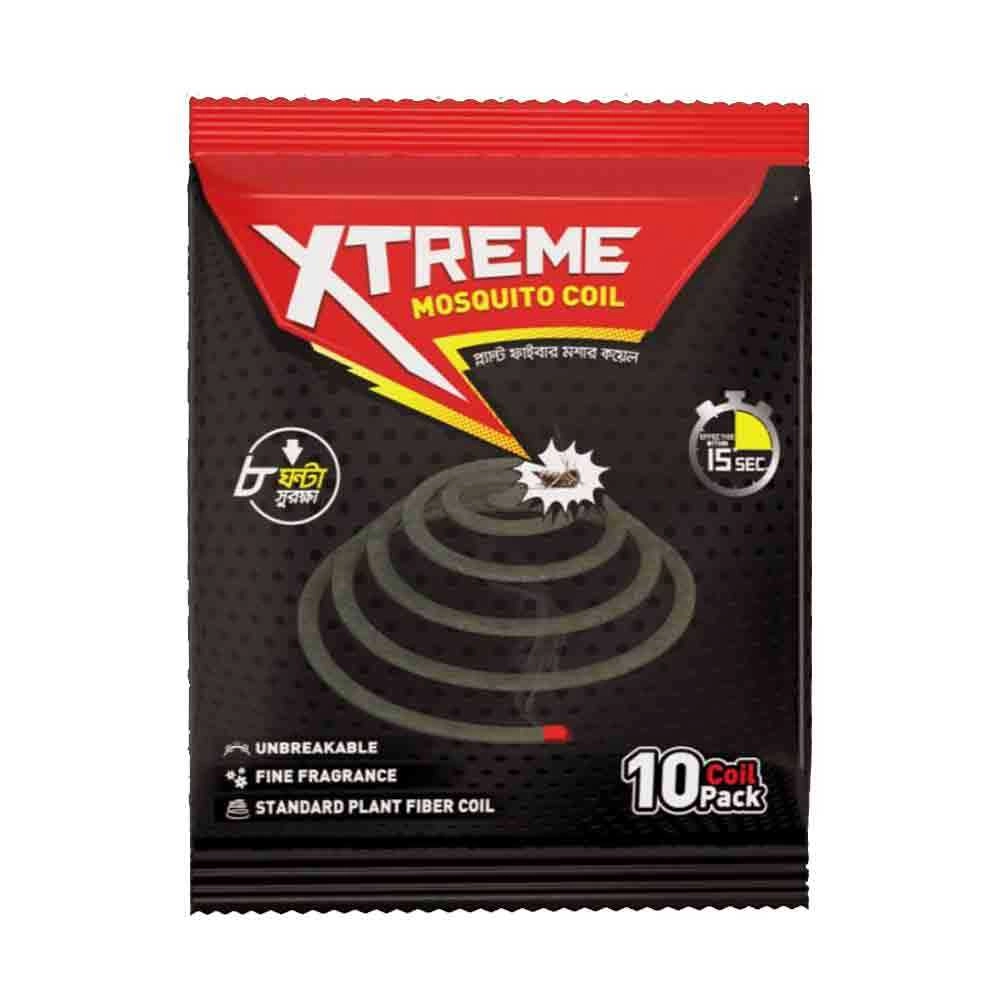 XTREME
MOSQUITO COIL
প্ল্যান্ট ফাইবার মশার কয়েল
৮ ঘন্টা
সুরক্ষা
EFFECTIVE
WITHIN
15 SEC
UNBREAKABLE
FINE FRAGRANCE
STANDARD PLANT FIBER COIL
10 Coil
Pack